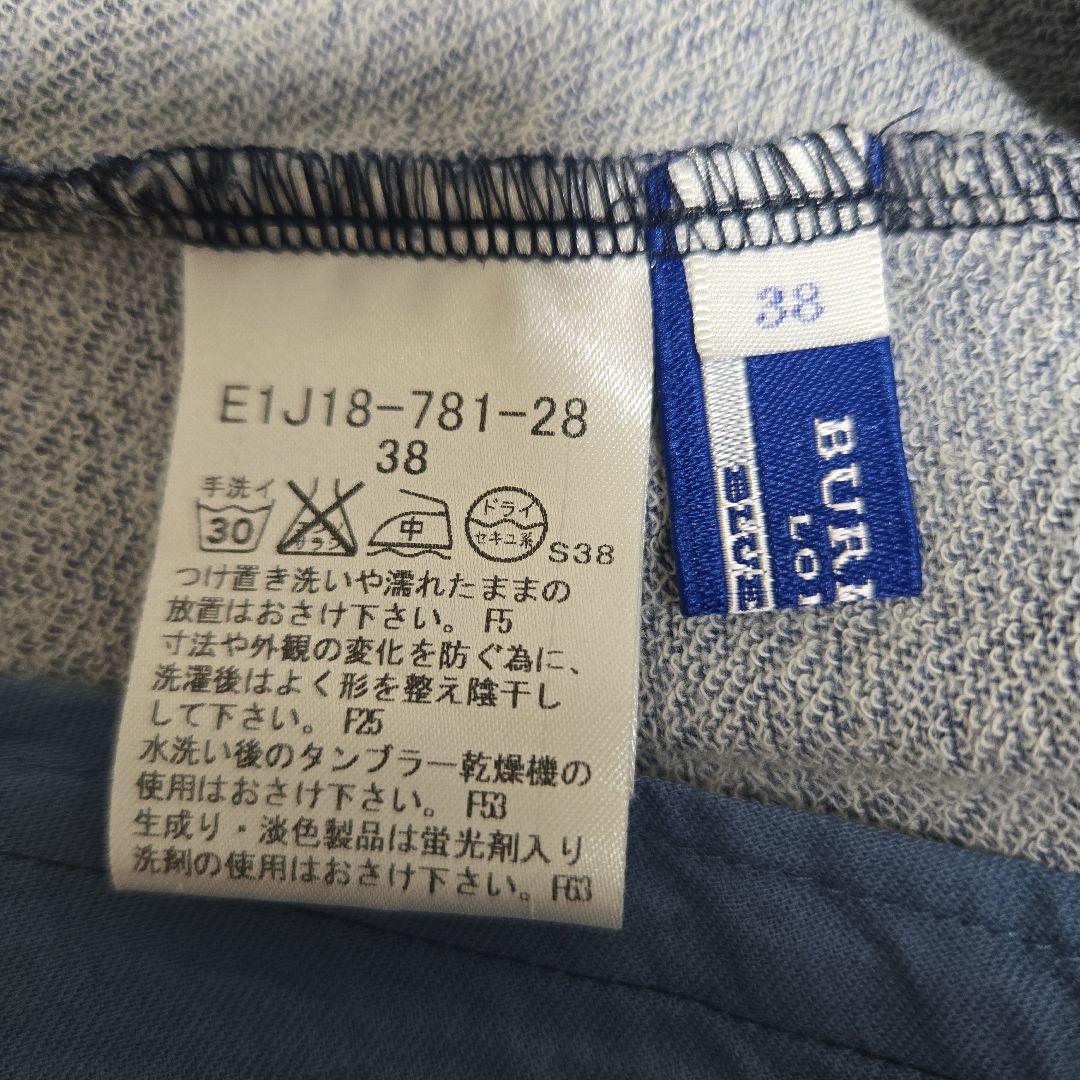 E1J18-781-28
38
手洗イ
30
中
ドライ
セキユ系
S38
つけ置き洗いや濡れたままの
放置はおさけ下さい。 F5
寸法や外観の変化を防ぐ為に、
洗濯後はよく形を整え陰干し
して下さい。 F25
水洗い後のタンブラー乾燥機の
使用はおさけ下さい。 F53
生成り・淡色製品は蛍光剤入り
洗剤の使用はおさけ下さい。F63
38
BUR
LO
BLUE